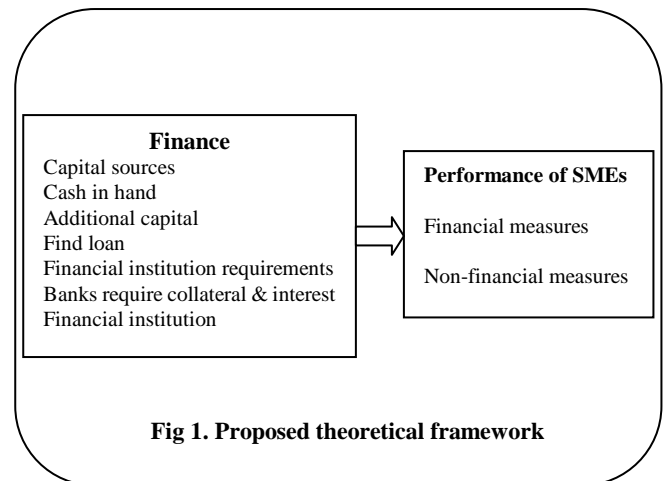 Finance
Capital sources
Cash in hand
Additional capital
Find loan
Financial institution requirements
Banks require collateral & interest
Financial institution
Performance of SMEs
Financial measures
Non-financial measures
Fig 1. Proposed theoretical framework